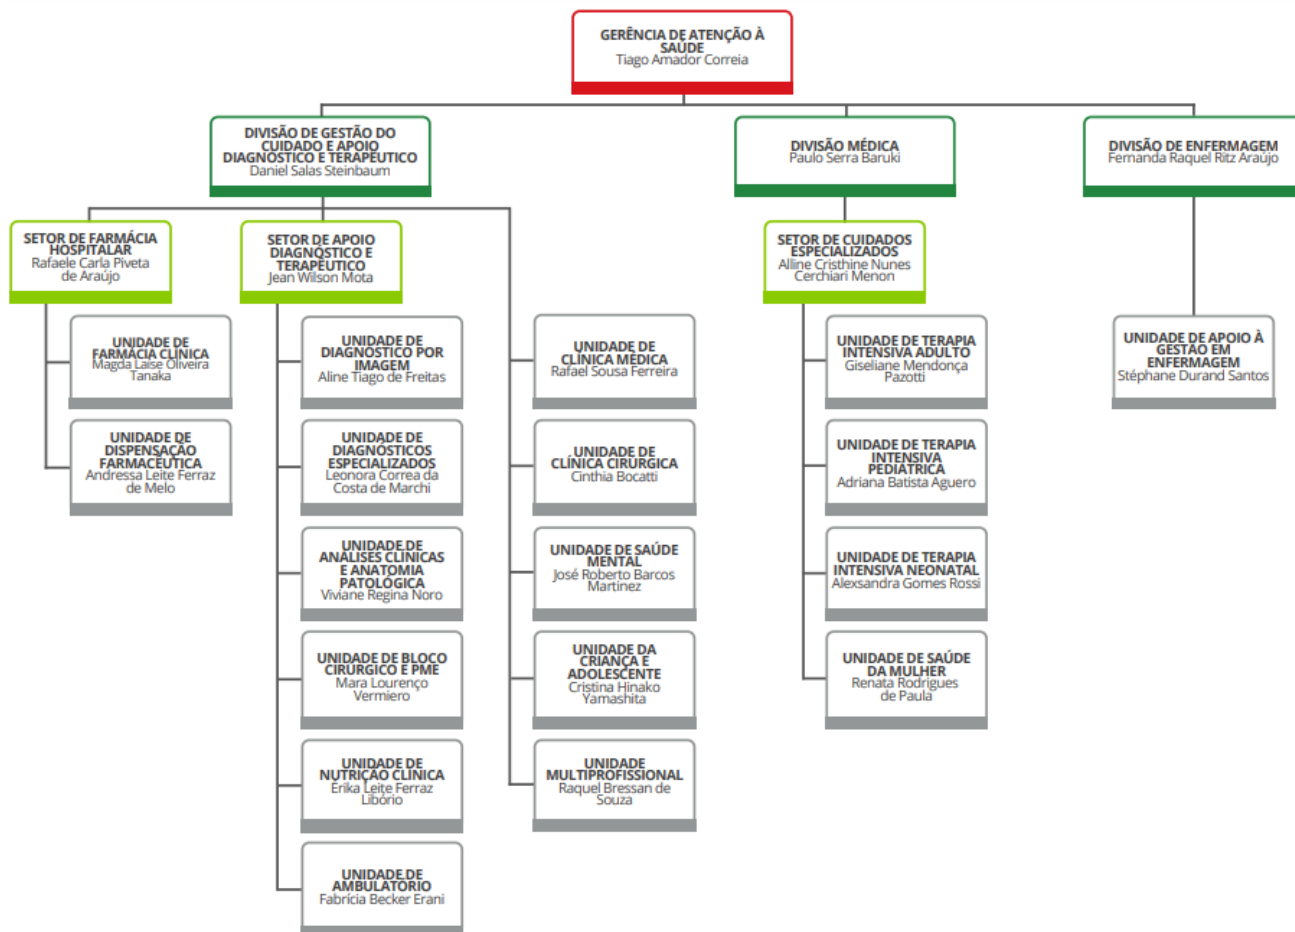 GERÊNCIA DE ATENÇÃO À
SAÚDE
Tiago Amador Correia
DIVISÃO DE GESTÃO DO
CUIDADO E APOIO
DIAGNÓSTICO E TERAPÊUTICO
Daniel Salas Steinbaum
DIVISÃO MÉDICA
Paulo Serra Baruki
DIVISÃO DE ENFERMAGEM
Fernanda Raquel Ritz Araújo
SETOR DE FARMÁCIA
HOSPITALAR
Rafaele Carla Piveta
de Araújo
SETOR DE APOIO
DIAGNÓSTICO E
TERAPÊUTICO
Jean Wilson Mota
SETOR DE CUIDADOS
ESPECIALIZADOS
Alline Cristhine Nunes
Cerchiari Menon
UNIDADE DE
FARMÁCIA CLÍNICA
Magda Laíse Oliveira
Tanaka
UNIDADE DE
DISPENSAÇÃO
FARMACÊUTICA
Andressa Leite Ferraz
de Melo
UNIDADE DE
DIAGNÓSTICO POR
IMAGEM
Aline Tiago de Freitas
UNIDADE DE
DIAGNÓSTICOS
ESPECIALIZADOS
Leonora Correa da
Costa de Marchi
UNIDADE DE
ANÁLISES CLÍNICAS
E ANATOMIA
PATOLÓGICA
Viviane Regina Noro
UNIDADE DE BLOCO
CIRÚRGICO E PME
Mara Lourenço
Vermiero
UNIDADE DE
NUTRIÇÃO CLÍNICA
Érika Leite Ferraz
Libório
UNIDADE DE
AMBULATÓRIO
Fabrícia Becker Erani
UNIDADE DE
CLÍNICA MÉDICA
Rafael Sousa Ferreira
UNIDADE DE
CLÍNICA CIRÚRGICA
Cinthia Bocatti
UNIDADE DE SAÚDE
MENTAL
José Roberto Barcos
Martinez
UNIDADE DA
CRIANÇA E
ADOLESCENTE
Cristina Hinako
Yamashita
UNIDADE
MULTIPROFISSIONAL
Raquel Bressan de
Souza
UNIDADE DE TERAPIA
INTENSIVA ADULTO
Giseliane Mendonça
Pazotti
UNIDADE DE TERAPIA
INTENSIVA
PEDIÁTRICA
Adriana Batista Aguero
UNIDADE DE TERAPIA
INTENSIVA NEONATAL
Alexsandra Gomes Rossi
UNIDADE DE SAÚDE
DA MULHER
Renata Rodrigues
de Paula
UNIDADE DE APOIO À
GESTÃO EM
ENFERMAGEM
Stéphane Durand Santos